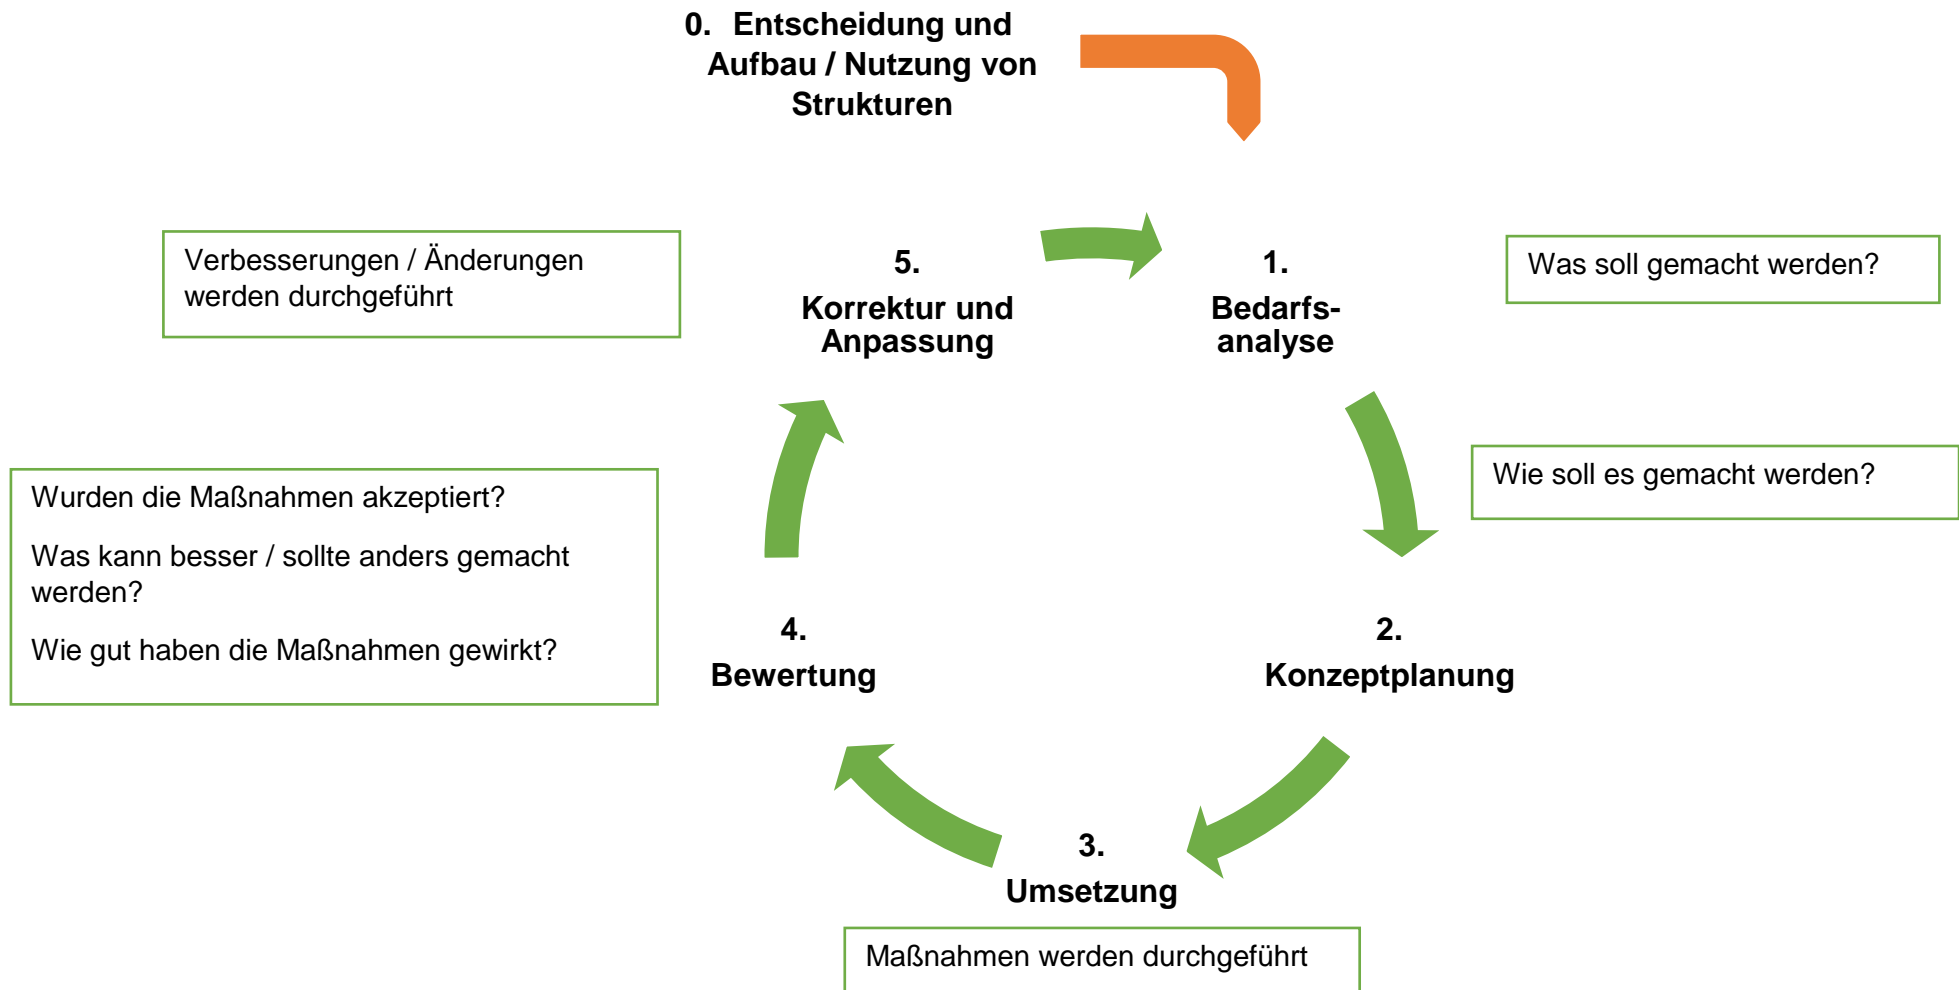 0. Entscheidung und
Aufbau / Nutzung von
Strukturen
Verbesserungen / Änderungen
werden durchgeführt
5.
Korrektur und
Anpassung
1.
Bedarfs-
analyse
Was soll gemacht werden?
Wie soll es gemacht werden?
Wurden die Maßnahmen akzeptiert?
Was kann besser / sollte anders gemacht
werden?
Wie gut haben die Maßnahmen gewirkt?
4.
Bewertung
2.
Konzeptplanung
3.
Umsetzung
Maßnahmen werden durchgeführt